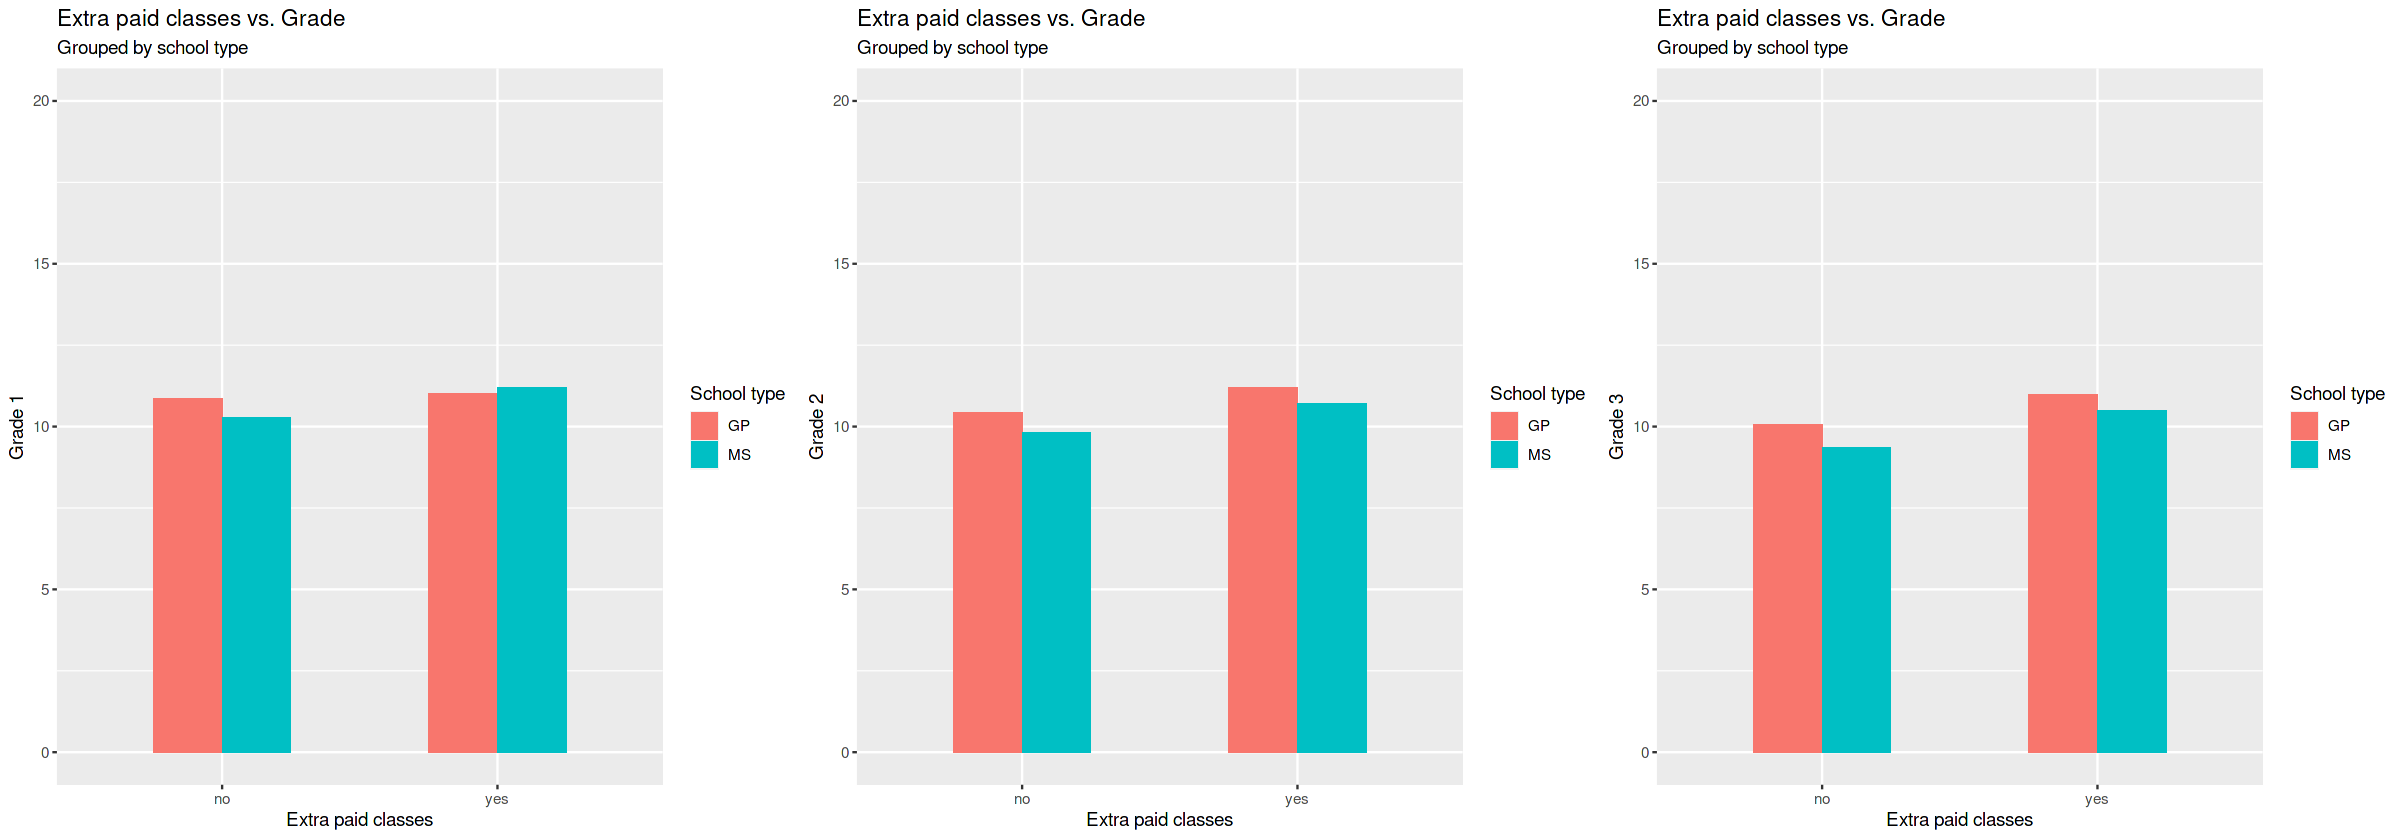 Extra paid classes vs. Grade
Grouped by school type
20
15
10
5
0
Grade 1
no
yes
Extra paid classes
School type
GP
MS
Extra paid classes vs. Grade
Grouped by school type
20
15
10
5
0
Grade 2
no
yes
Extra paid classes
School type
GP
MS
Extra paid classes vs. Grade
Grouped by school type
20
15
10
5
0
Grade 3
no
yes
Extra paid classes
School type
GP
MS